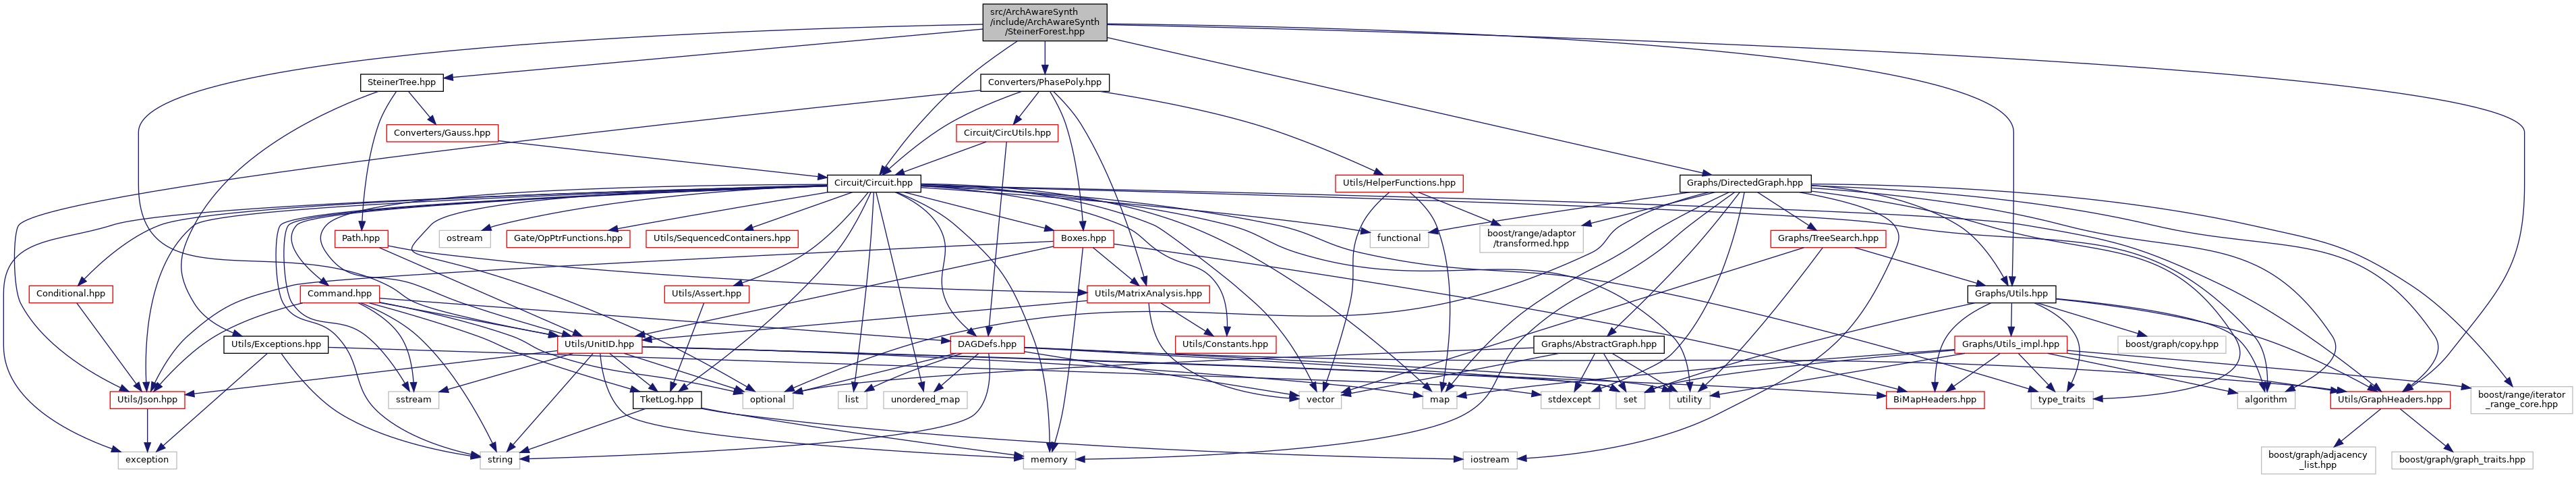 src/ArchAwareSynth
/include/ArchAwareSynth
/SteinerForest.hpp
SteinerTree.hpp
Converters/PhasePoly.hpp
Converters/Gauss.hpp
Circuit/CircUtils.hpp
Circuit/Circuit.hpp
Utils/HelperFunctions.hpp
Graphs/DirectedGraph.hpp
Path.hpp
ostream
Gate/OpPtrFunctions.hpp
Utils/SequencedContainers.hpp
Boxes.hpp
functional
boost/range/adaptor
/transformed.hpp
Graphs/TreeSearch.hpp
Conditional.hpp
Command.hpp
Utils/Assert.hpp
Utils/MatrixAnalysis.hpp
Graphs/Utils.hpp
Utils/Exceptions.hpp
Utils/UnitID.hpp
DAGDefs.hpp
Utils/Constants.hpp
Graphs/AbstractGraph.hpp
Graphs/Utils_impl.hpp
boost/graph/copy.hpp
Utils/Json.hpp
sstream
TketLog.hpp
optional
list
unordered_map
vector
map
stdexcept
set
utility
BiMapHeaders.hpp
type_traits
algorithm
Utils/GraphHeaders.hpp
boost/range/iterator
_range_core.hpp
exception
string
memory
iostream
boost/graph/adjacency
_list.hpp
boost/graph/graph_traits.hpp